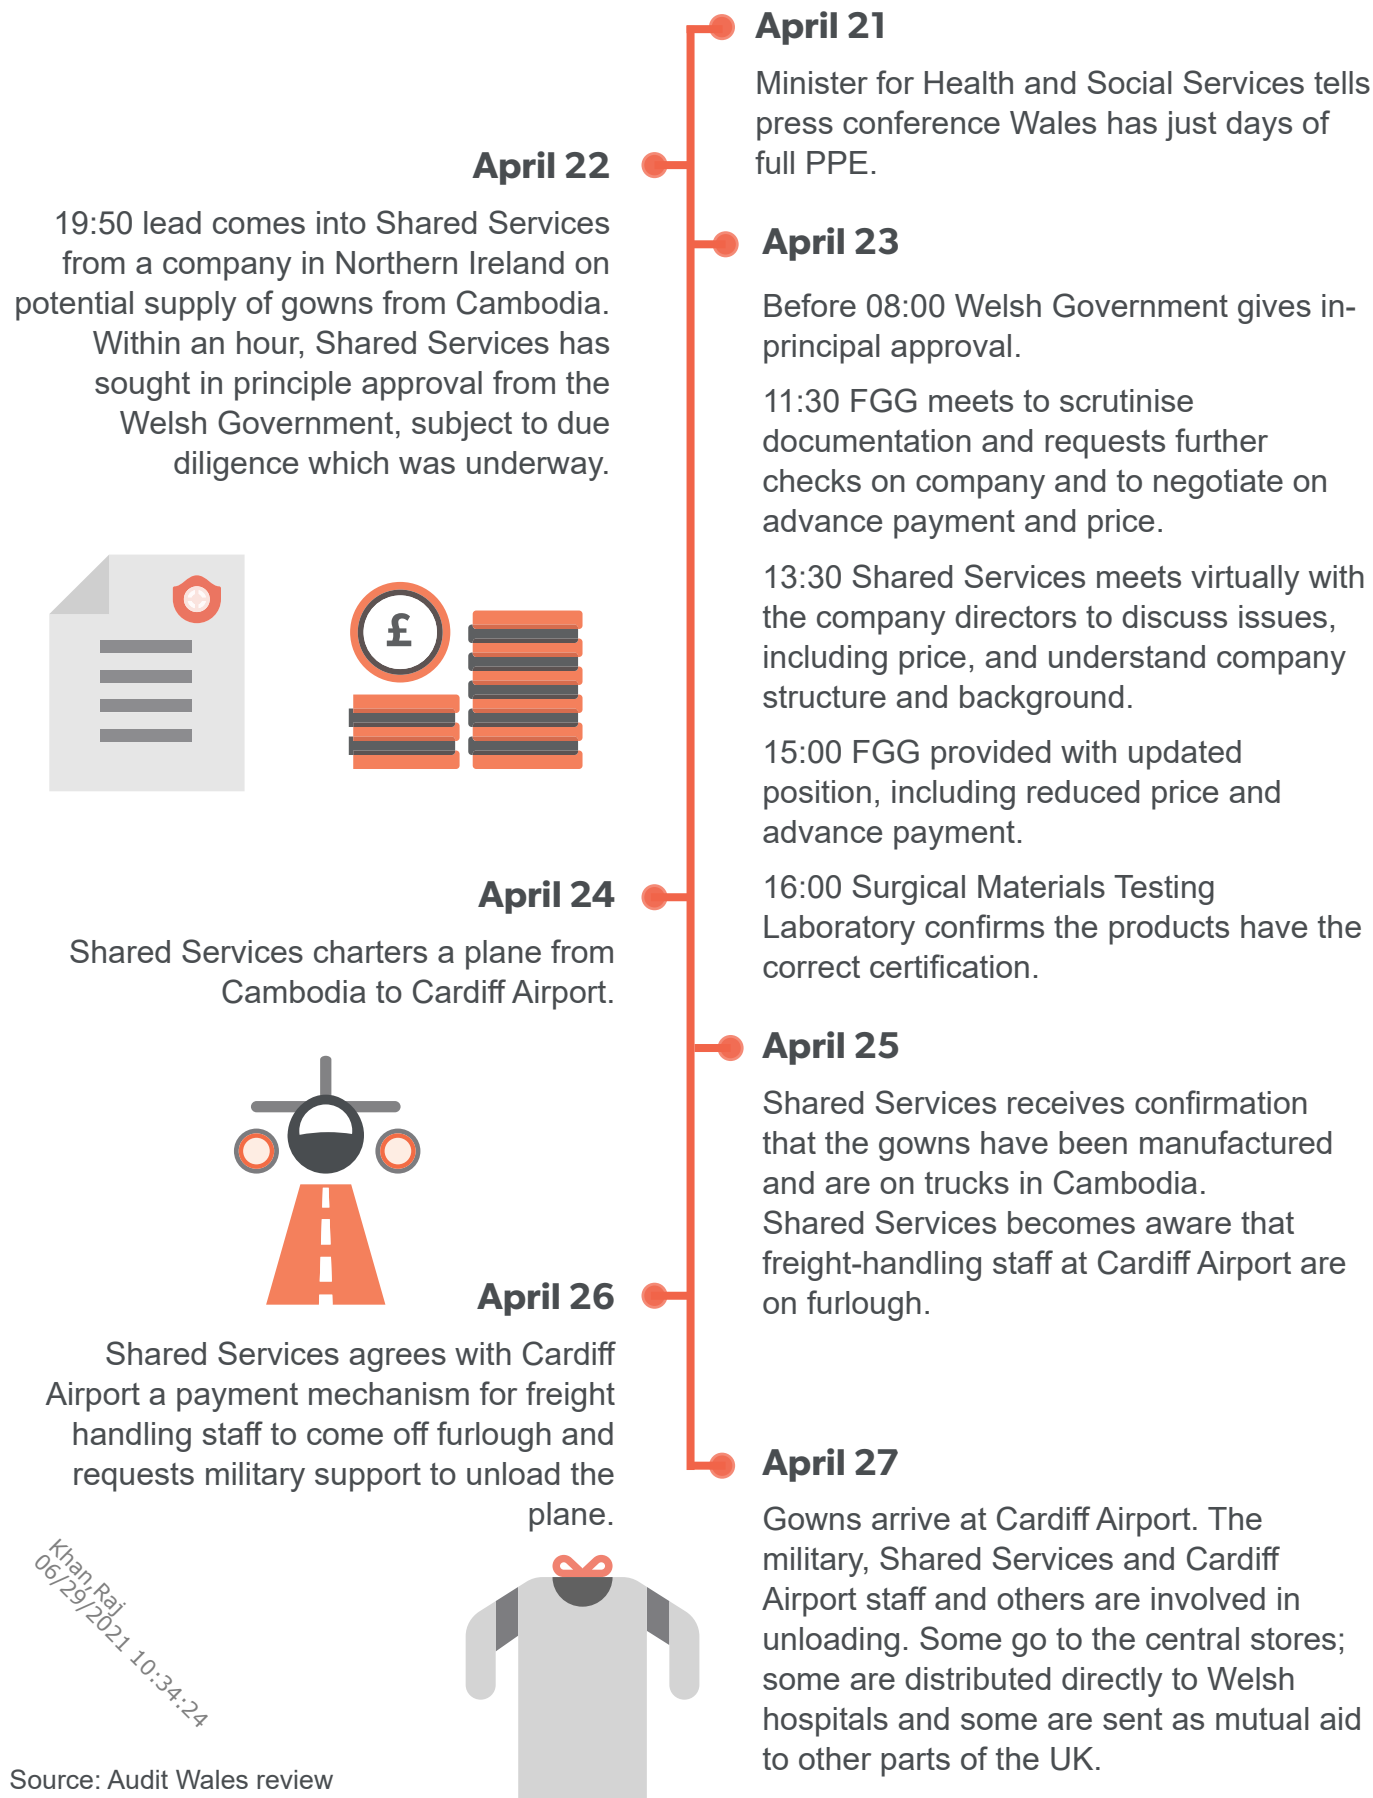 April 21
Minister for Health and Social Services tells
press conference Wales has just days of
full PPE.
April 22
19:50 lead comes into Shared Services
from a company in Northern Ireland on
potential supply of gowns from Cambodia.
Within an hour, Shared Services has
sought in principle approval from the
Welsh Government, subject to due
diligence which was underway.
April 23
Before 08:00 Welsh Government gives in-
principal approval.
11:30 FGG meets to scrutinise
documentation and requests further
checks on company and to negotiate on
advance payment and price.
13:30 Shared Services meets virtually with
the company directors to discuss issues,
including price, and understand company
structure and background.
15:00 FGG provided with updated
position, including reduced price and
advance payment.
16:00 Surgical Materials Testing
Laboratory confirms the products have the
correct certification.
£
April 24
Shared Services charters a plane from
Cambodia to Cardiff Airport.
April 25
Shared Services receives confirmation
that the gowns have been manufactured
and are on trucks in Cambodia.
Shared Services becomes aware that
freight-handling staff at Cardiff Airport are
on furlough.
April 26
Shared Services agrees with Cardiff
Airport a payment mechanism for freight
handling staff to come off furlough and
requests military support to unload the
plane.
April 27
Gowns arrive at Cardiff Airport. The
military, Shared Services and Cardiff
Airport staff and others are involved in
unloading. Some go to the central stores;
some are distributed directly to Welsh
hospitals and some are sent as mutual aid
to other parts of the UK.
Khan,Raj
06/29/2021 10:34:24
Source: Audit Wales review